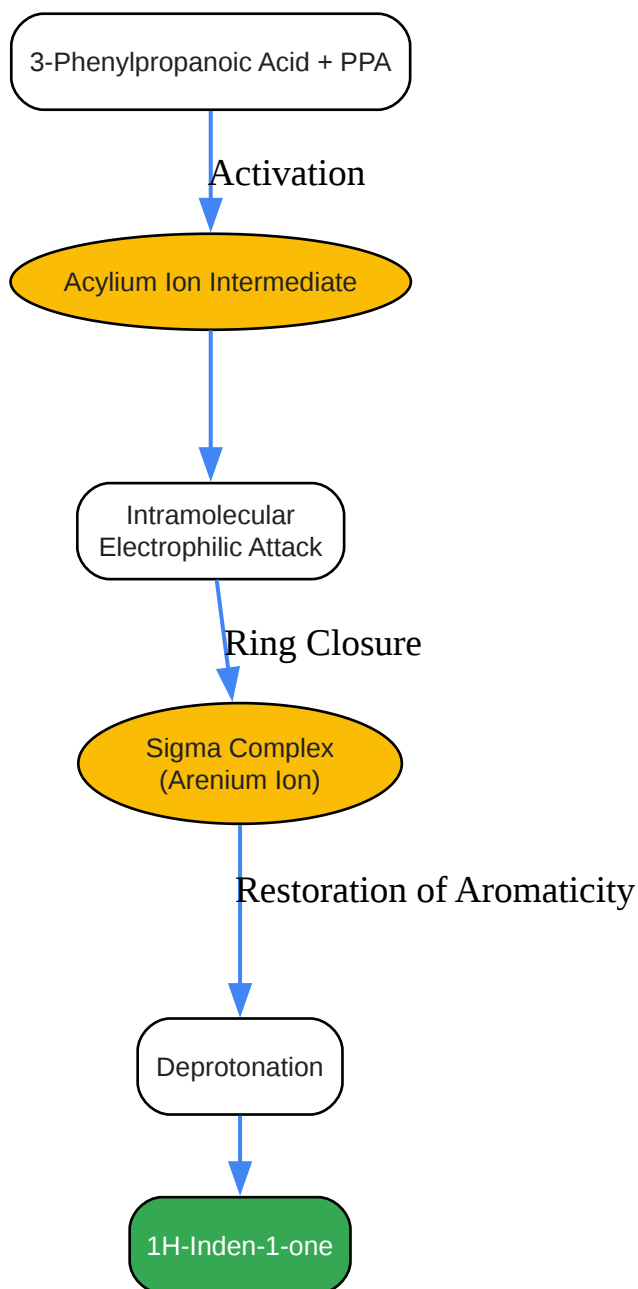 3-Phenylpropanoic Acid + PPA
Activation
Acylium Ion Intermediate
Intramolecular
Electrophilic Attack
Ring Closure
Sigma Complex
(Arenium Ion)
Restoration of Aromaticity
Deprotonation
1H-Inden-1-one